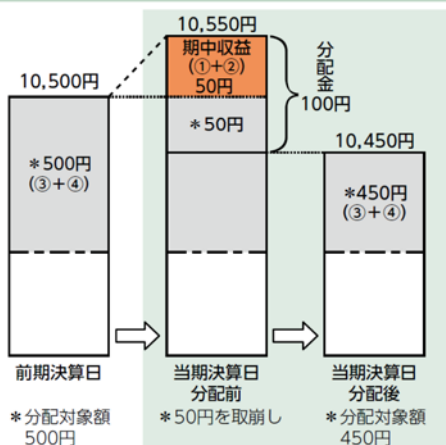 10,550円
期中収益
(①+②)
50円
分配金
100円
10,500円
*50円
10,450円
*500円
(③+④)
*450円
(③+④)
前期決算日
当期決算日
分配前
当期決算日
分配後
*分配対象額
500円
*50円を取崩し
*分配対象額
450円